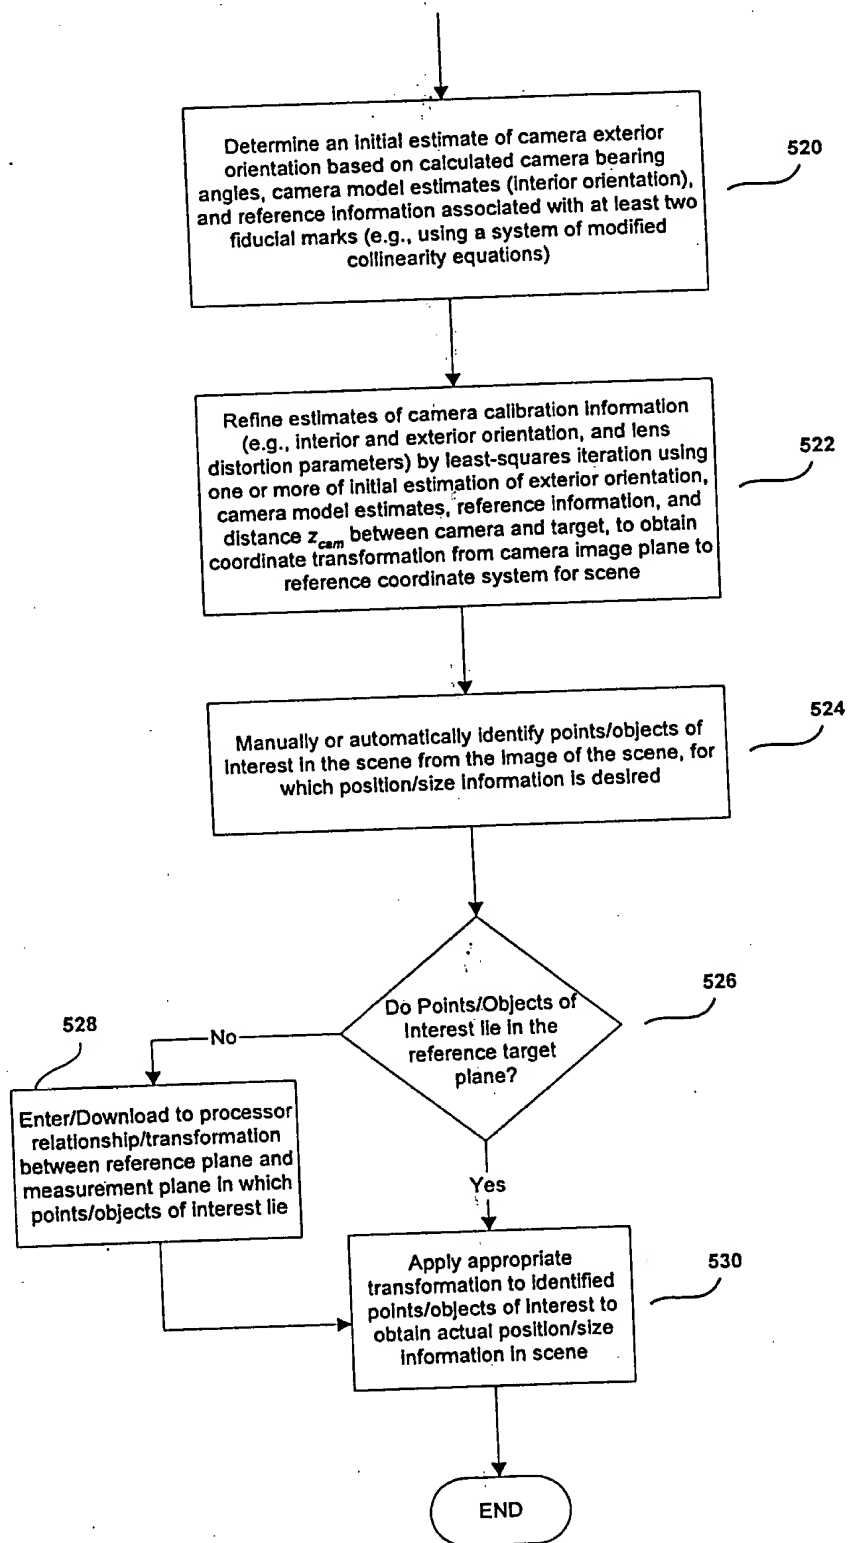 Determine an initial estimate of camera exterior
orientation based on calculated camera bearing
angles, camera model estimates (interior orientation),
and reference information associated with at least two
fiducial marks (e.g., using a system of modified
collinearity equations)
520
Refine estimates of camera calibration information
(e.g., interior and exterior orientation, and lens
distortion parameters) by least-squares iteration using
one or more of initial estimation of exterior orientation,
camera model estimates, reference information, and
distance z_cam between camera and target, to obtain
coordinate transformation from camera image plane to
reference coordinate system for scene
522
Manually or automatically identify points/objects of
interest in the scene from the image of the scene, for
which position/size information is desired
524
Do Points/Objects of
Interest lie in the
reference target
plane?
526
No
528
Enter/Download to processor
relationship/transformation
between reference plane and
measurement plane in which
points/objects of interest lie
Yes
Apply appropriate
transformation to identified
points/objects of interest to
obtain actual position/size
information in scene
530
END